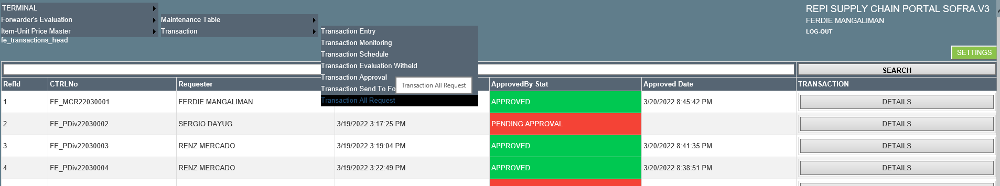 TERMINAL
REPI SUPPLY CHAIN PORTAL SOFRA.V3
Forwarder's Evaluation
Maintenance Table
FERDIE MANGALIMAN
Item-Unit Price Master
Transaction
Transaction Entry
LOG-OUT
fe_transactions_head
Transaction Monitoring
Transaction Schedule
SETTINGS
Transaction Evaluation Witheld
SEARCH
Transaction Approval
RefId CTRLNo Requester ApprovedBy Stat Approved Date TRANSACTION
Transaction Send To Fo
Transaction All Request
Transaction All Request
1 FE_MCR22030001 FERDIE MANGALIMAN APPROVED 3/20/2022 8:45:42 PM DETAILS
2 FE_PDiv22030002 SERGIO DAYUG 3/19/2022 3:17:25 PM PENDING APPROVAL DETAILS
3 FE_PDiv22030003 RENZ MERCADO 3/19/2022 3:19:04 PM APPROVED 3/20/2022 8:41:35 PM DETAILS
4 FE_PDiv22030004 RENZ MERCADO 3/19/2022 3:22:49 PM APPROVED 3/20/2022 8:38:51 PM DETAILS